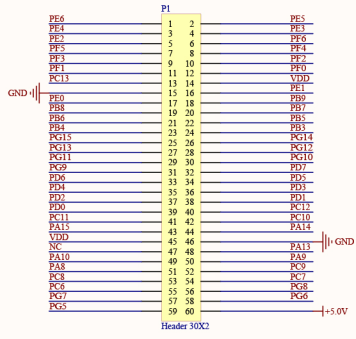 P1
PE6 1 2 PE5
PE4 3 4 PE3
PE2 5 6 PF6
PF5 7 8 PF4
PF3 9 10 PF2
PF1 11 12 PF0
PC13 13 14 VDD
GND 15 16 PE1
PE0 17 18 PB9
PB8 19 20 PB7
PB6 21 22 PB5
PB4 23 24 PB3
PG15 25 26 PG14
PG13 27 28 PG12
PG11 29 30 PG10
PG9 31 32 PD7
PD6 33 34 PD5
PD4 35 36 PD3
PD2 37 38 PD1
PD0 39 40 PC12
PC11 41 42 PC10
PA15 43 44 PA14
VDD 45 46 GND
NC 47 48 PA13
PA10 49 50 PA9
PA8 51 52 PC9
PC8 53 54 PC7
PC6 55 56 PG8
PG7 57 58 PG6
PG5 59 60 +5.0V
Header 30X2